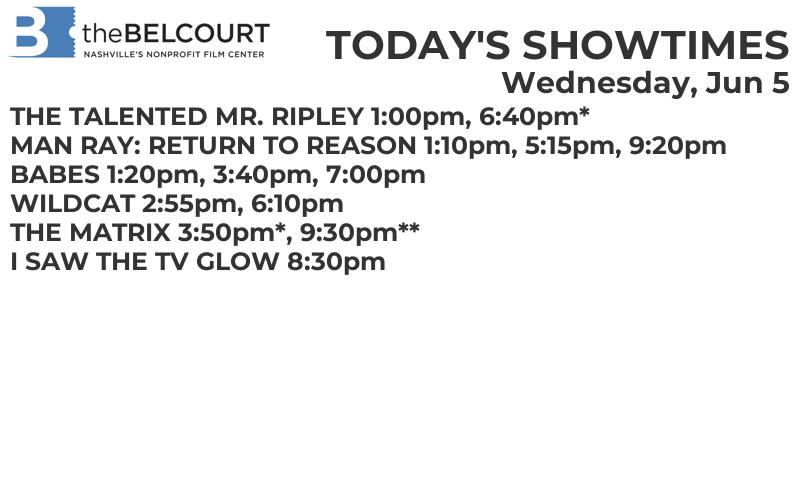 B theBELCOURT
NASHVILLE'S NONPROFIT FILM CENTER
TODAY'S SHOWTIMES
Wednesday, Jun 5
THE TALENTED MR. RIPLEY 1:00pm, 6:40pm*
MAN RAY: RETURN TO REASON 1:10pm, 5:15pm, 9:20pm
BABES 1:20pm, 3:40pm, 7:00pm
WILDCAT 2:55pm, 6:10pm
THE MATRIX 3:50pm*, 9:30pm**
I SAW THE TV GLOW 8:30pm